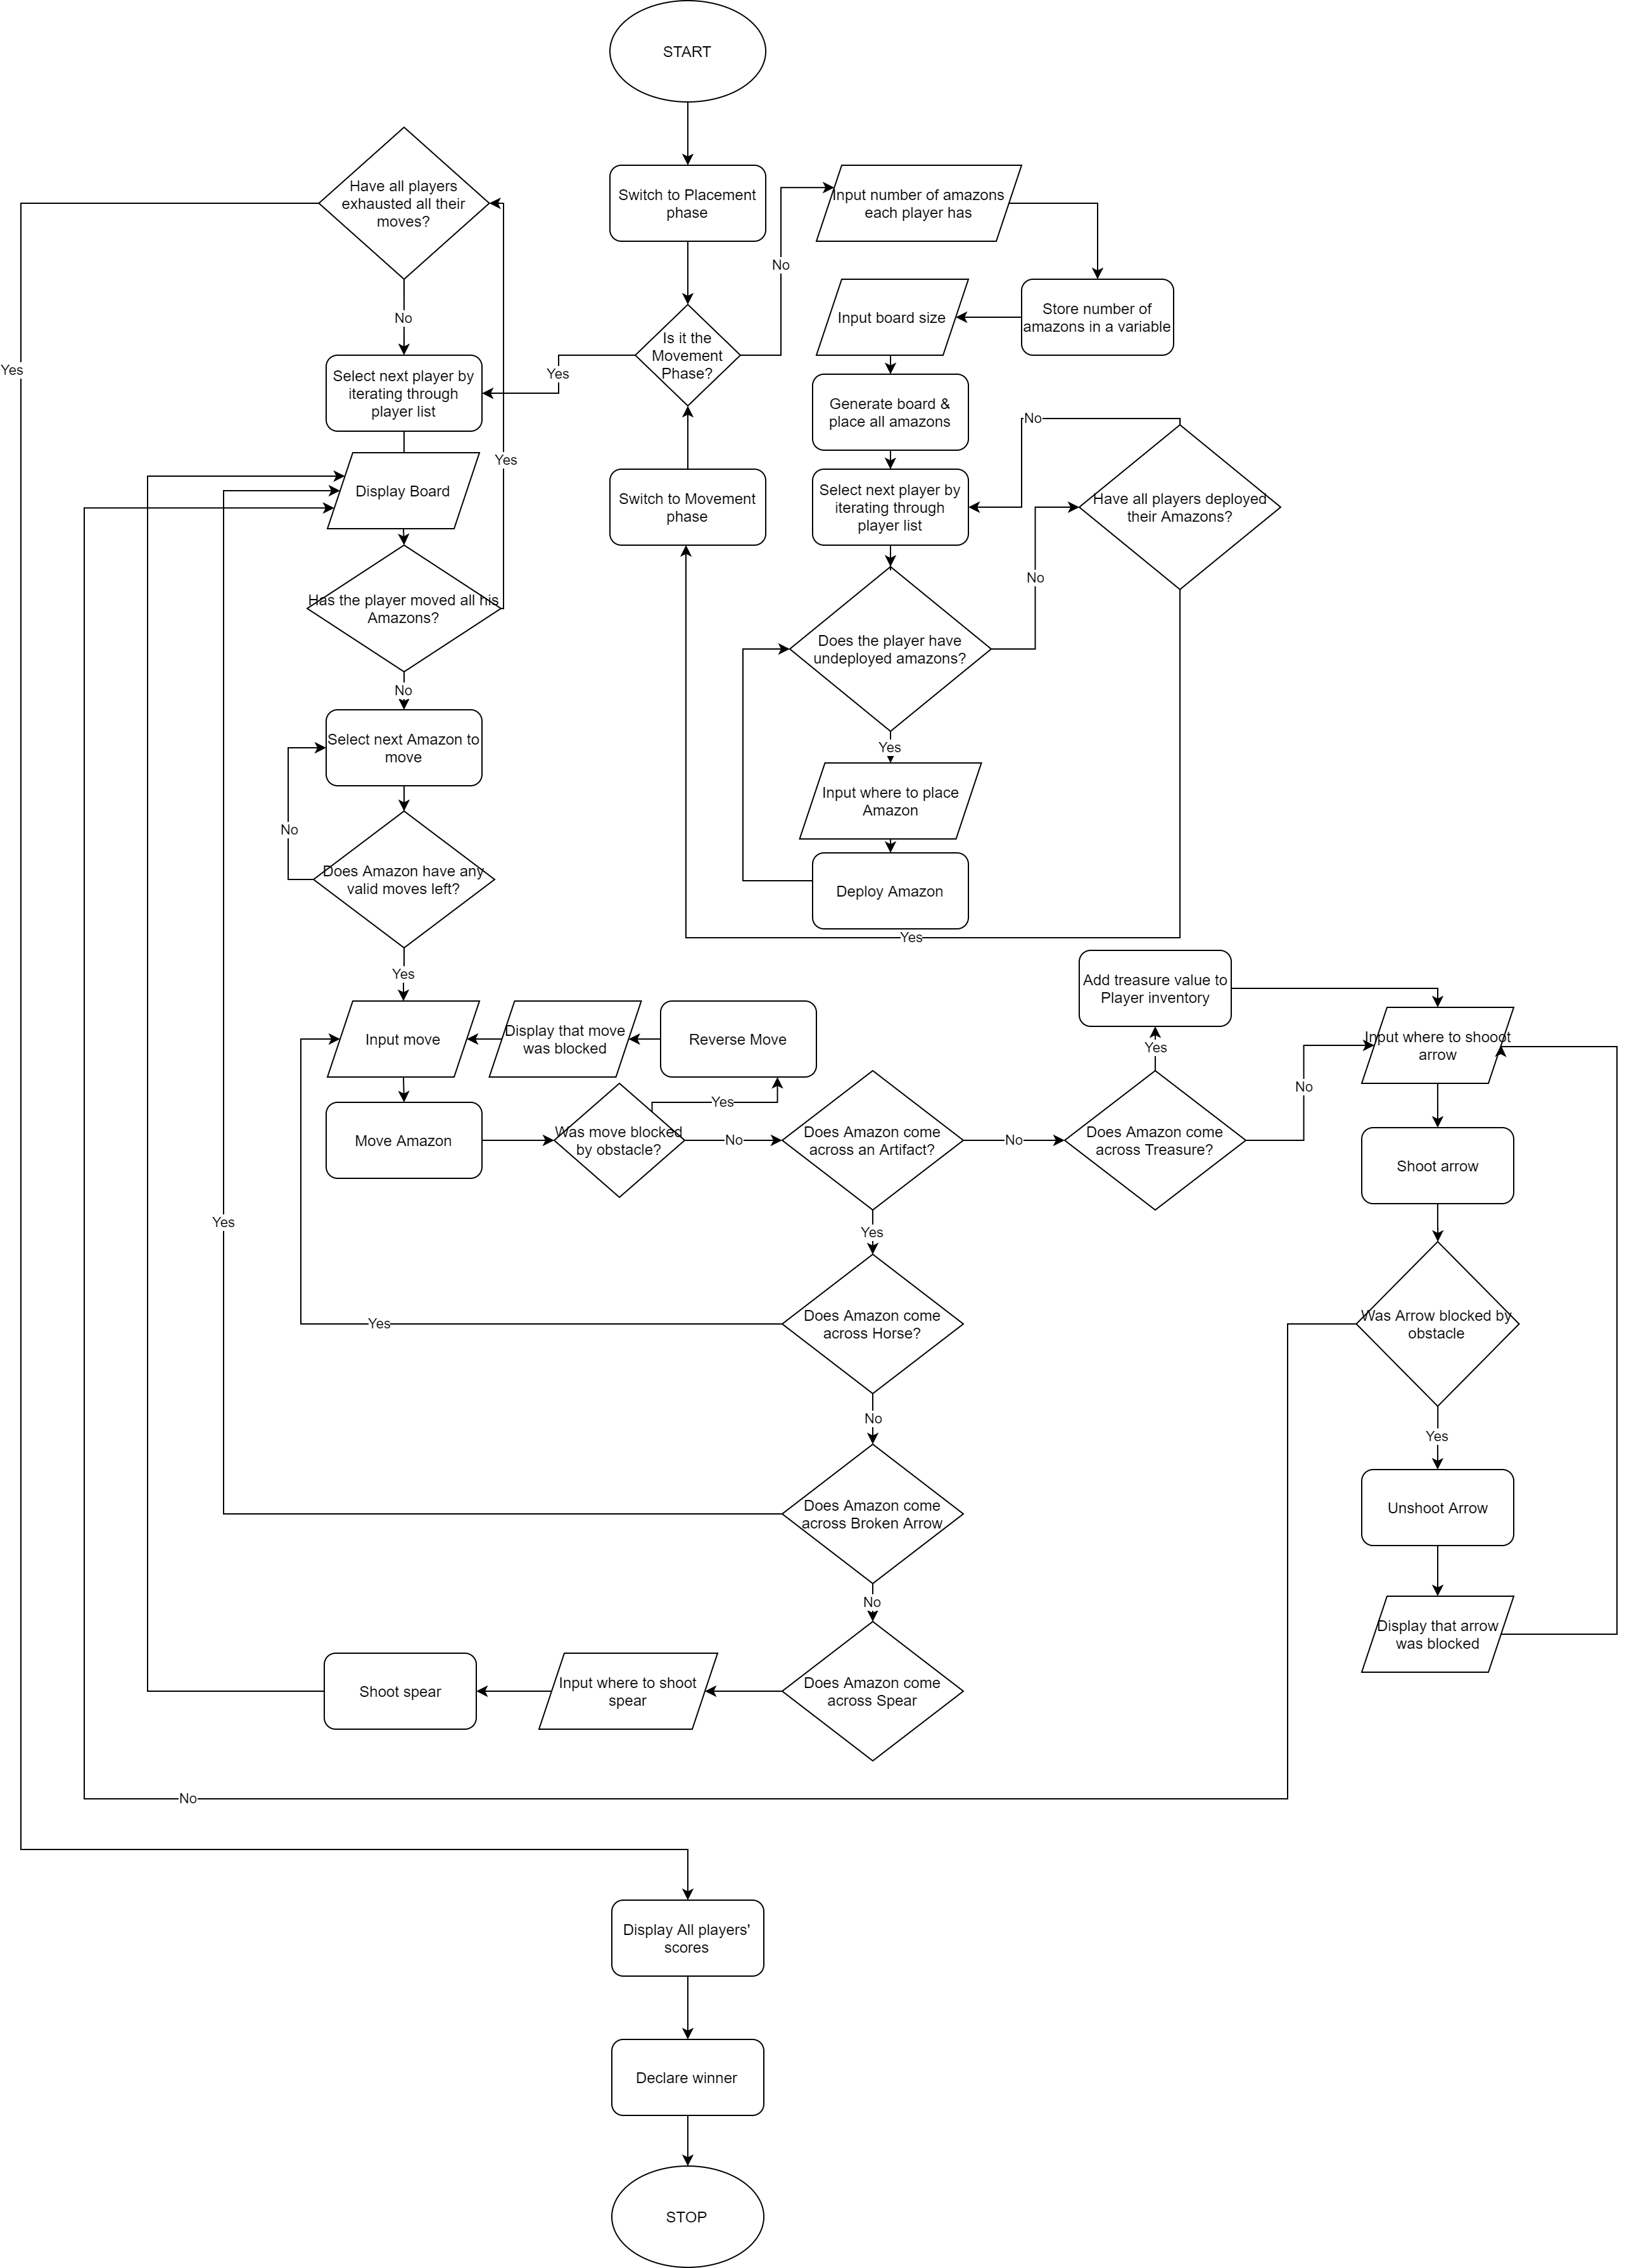 START
Have all players
exhausted all their
moves?
Switch to Placement
phase
Input number of amazons
each player has
No
Input board size
Store number of
amazons in a variable
No
Is it the
Movement
Phase?
Yes
Yes
Select next player by
iterating through
player list
Generate board &
place all amazons
No
Yes
Display Board
Switch to Movement
phase
Select next player by
iterating through
player list
Have all players deployed
their Amazons?
No
Has the player moved all his
Amazons?
Does the player have
undeployed amazons?
No
Yes
Select next Amazon to
move
Input where to place
Amazon
No
Does Amazon have any
valid moves left?
Deploy Amazon
Yes
Yes
Add treasure value to
Player inventory
Input move
Display that move
was blocked
Reverse Move
Yes
Input where to shooot
arrow
No
Yes
Move Amazon
Was move blocked
by obstacle?
No
Does Amazon come
across an Artifact?
No
Does Amazon come
across Treasure?
Shoot arrow
Yes
Yes
Yes
Does Amazon come
across Horse?
Was Arrow blocked by
obstacle
No
Yes
Does Amazon come
across Broken Arrow
Unshoot Arrow
No
Display that arrow
was blocked
Shoot spear
Input where to shoot
spear
Does Amazon come
across Spear
No
Display All players'
scores
Declare winner
STOP